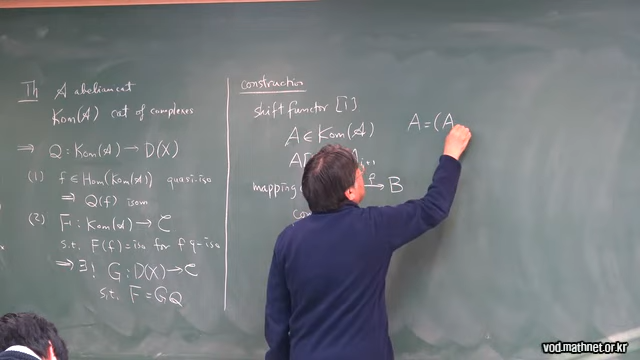 Th A abelian cat
Kom(A) cat of complexes
⇒ Q : Kom(A) → D(X)
(1) f ∈ Hom(Kom(A)) quasi-iso
⇒ Q(f) isom
(2) F : Kom(A) → C
s.t. F(f) = iso for f q-iso
⇒ ∃! G : D(X) → C
s.t. F = G·Q
construction
shift functor [i]
A ∈ Kom(A)
mapping
f → B
A = (A
vod.mathnet.or.kr